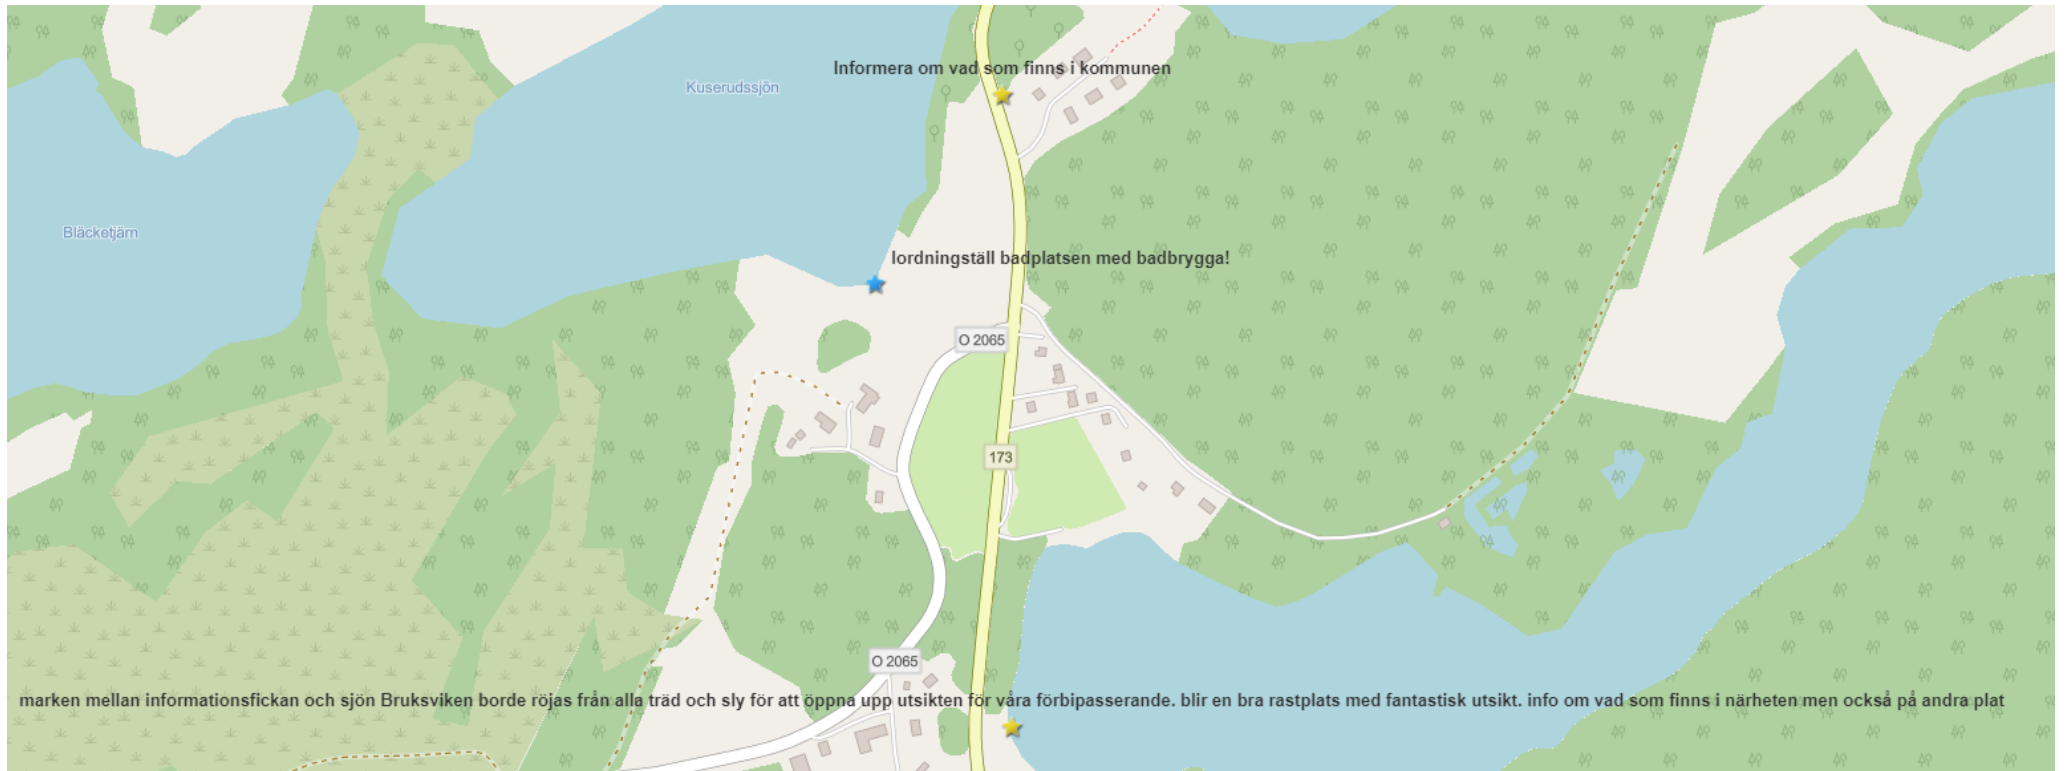 Informera om vad som finns i kommunen
Kuserudssjön
Bläcketjärn
Iordningställ badplatsen med badbrygga!
O 2065
173
O 2065
marken mellan informationsfickan och sjön Bruksviken borde röjas från alla träd och sly för att öppna upp utsikten för våra förbipasserande. blir en bra rastplats med fantastisk utsikt. info om vad som finns i närheten men också på andra plat